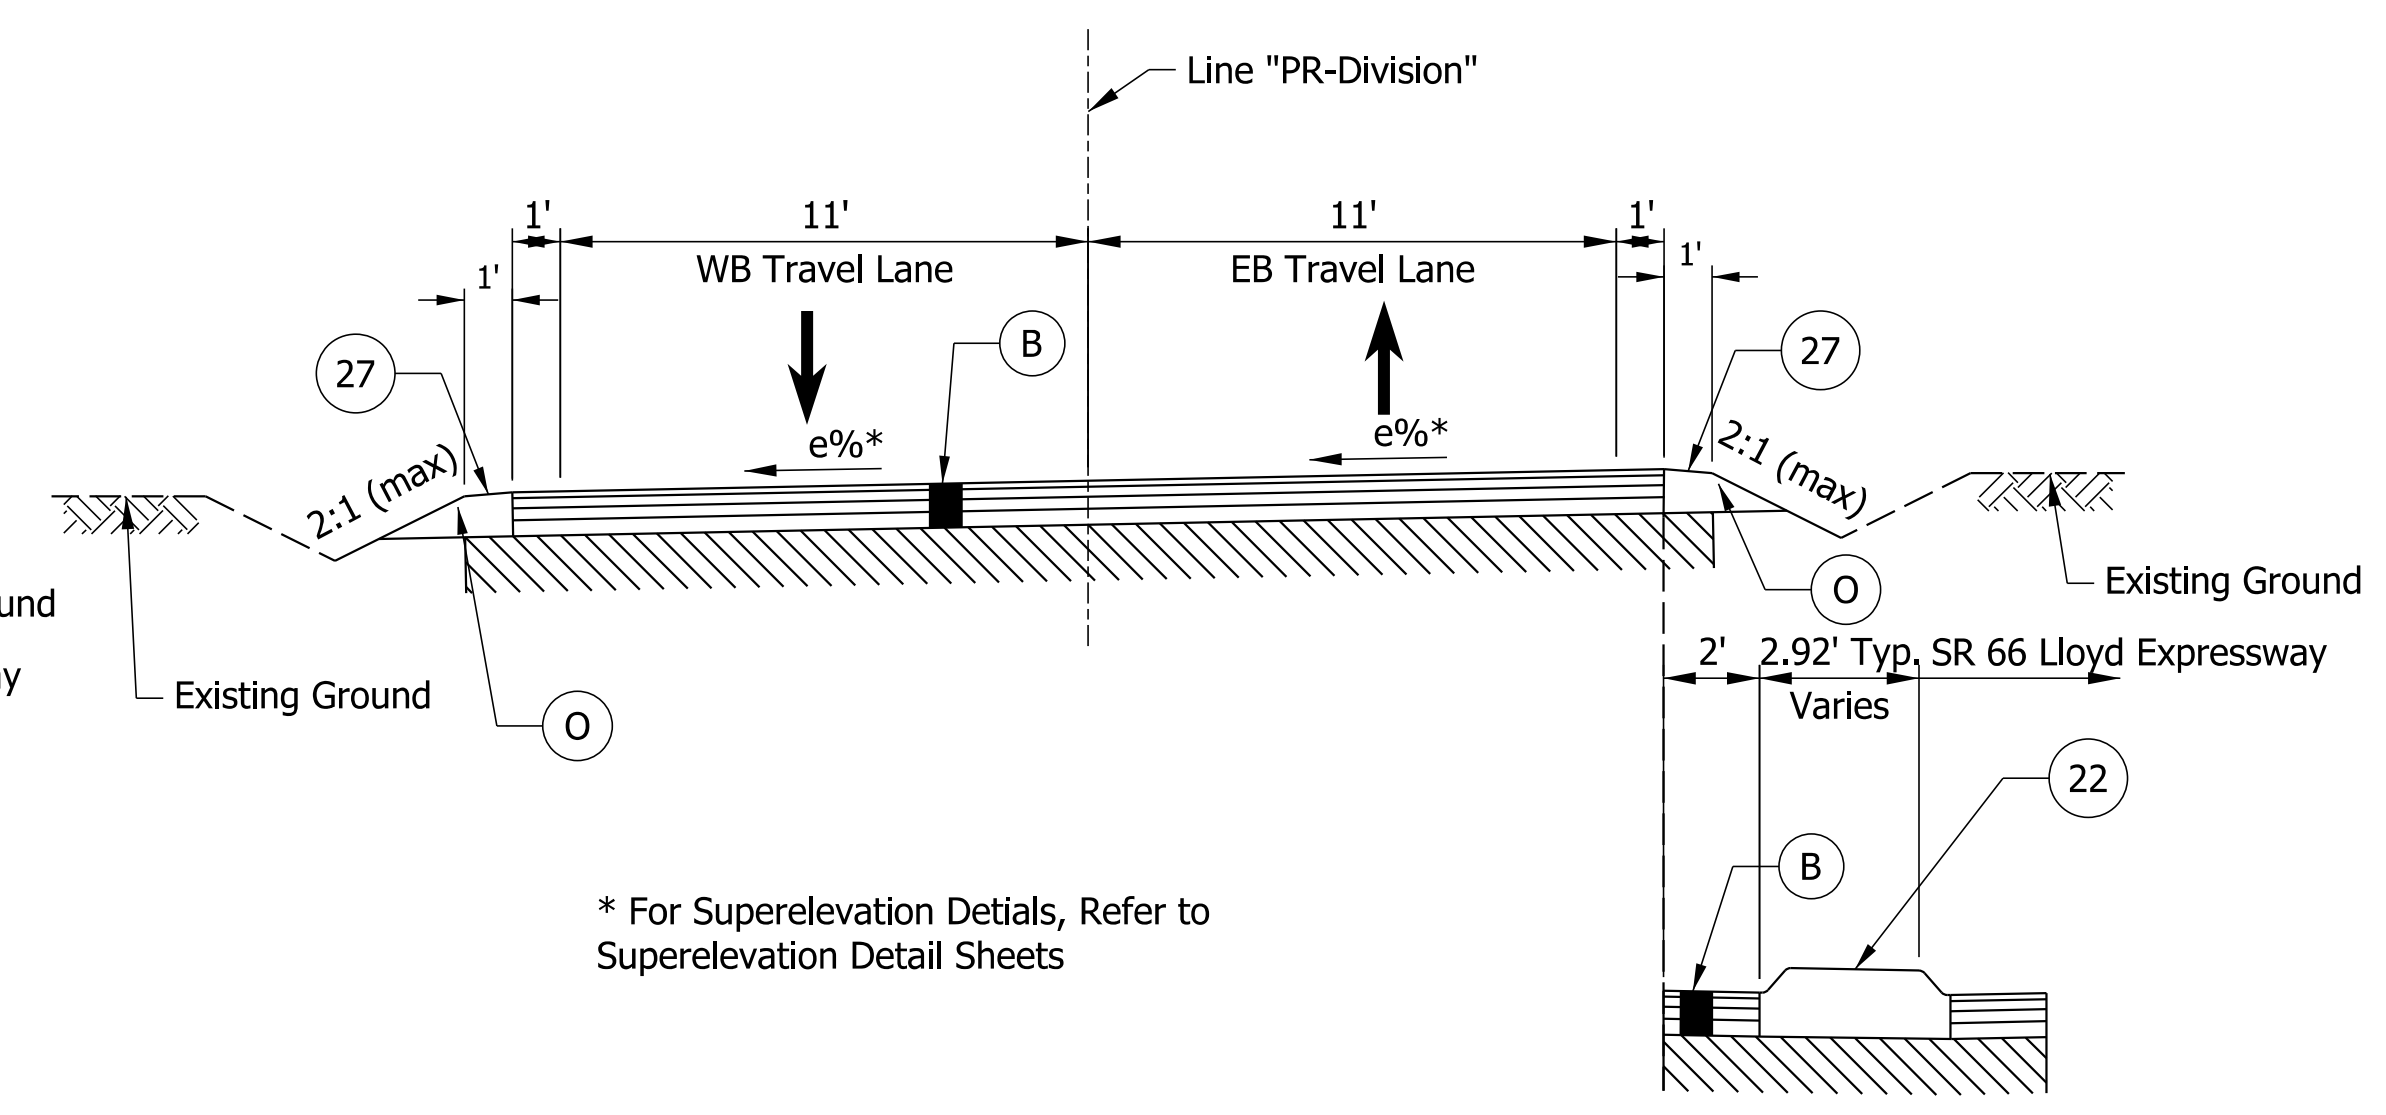 Line "PR-Division"
1'
11'
11'
1'
1'
WB Travel Lane
EB Travel Lane
1'
B
27
27
e%*
e%*
2:1 (max)
2:1 (max)
Existing Ground
O
und
2'
2.92' Typ.
SR 66 Lloyd Expressway
y
Existing Ground
O
Varies
22
B
* For Superelevation Detials, Refer to
Superelevation Detail Sheets